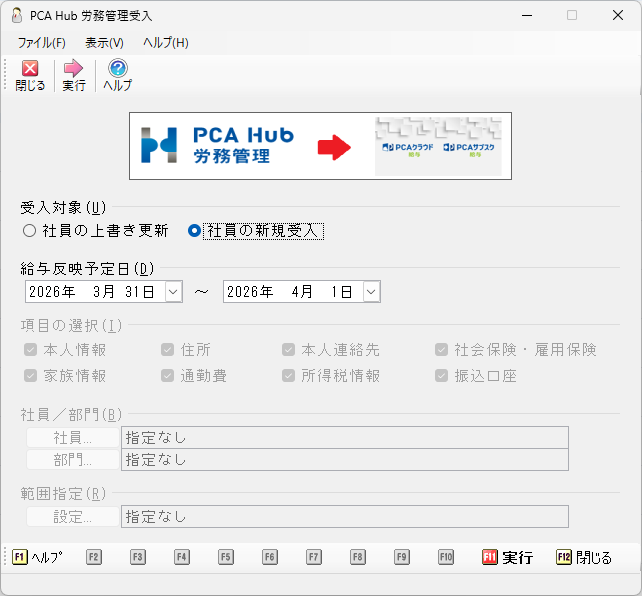 PCA Hub 労務管理受入
ファイル(F) 表示(V) ヘルプ(H)
閉じる 実行 ヘルプ
PCA Hub
労務管理
PCAクラウド 給与 PCAサブスク 給与
受入対象(U)
社員の上書き更新 社員の新規受入
給与反映予定日(D)
2026年 3月 31日 ～ 2026年 4月 1日
項目の選択(I)
本人情報 住所 本人連絡先 社会保険・雇用保険
家族情報 通勤費 所得税情報 振込口座
社員／部門(B)
社員... 指定なし
部門... 指定なし
範囲指定(R)
設定... 指定なし
F1 ヘルプ F2 F3 F4 F5 F6 F7 F8 F9 F10 F11 実行 F12 閉じる